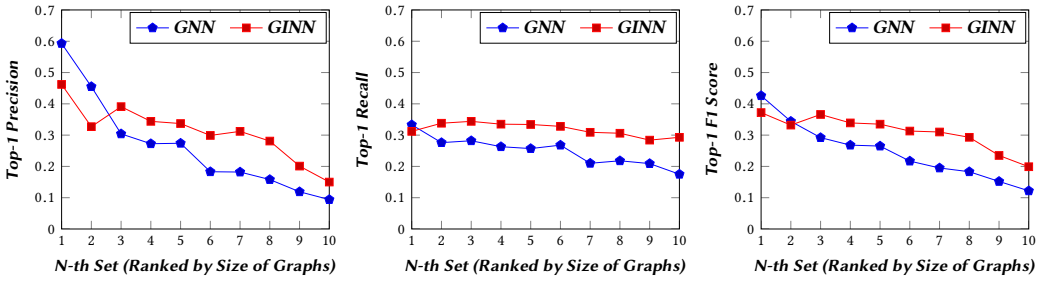 GNN GINN
Top-1 Precision
0.7
0.6
0.5
0.4
0.3
0.2
0.1
0
1 2 3 4 5 6 7 8 9 10
N-th Set (Ranked by Size of Graphs)
GNN GINN
Top-1 Recall
0.7
0.6
0.5
0.4
0.3
0.2
0.1
0
1 2 3 4 5 6 7 8 9 10
N-th Set (Ranked by Size of Graphs)
GNN GINN
Top-1 F1 Score
0.7
0.6
0.5
0.4
0.3
0.2
0.1
0
1 2 3 4 5 6 7 8 9 10
N-th Set (Ranked by Size of Graphs)